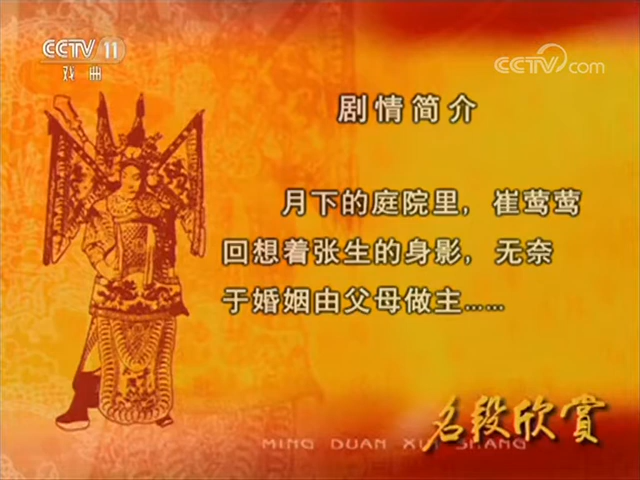 CCTV 11
戏曲
CCTV.com
剧情简介
月下的庭院里，崔莺莺
回想着张生的身影，无奈
于婚姻由父母做主……
名段欣赏
MING DUAN XIN SHANG